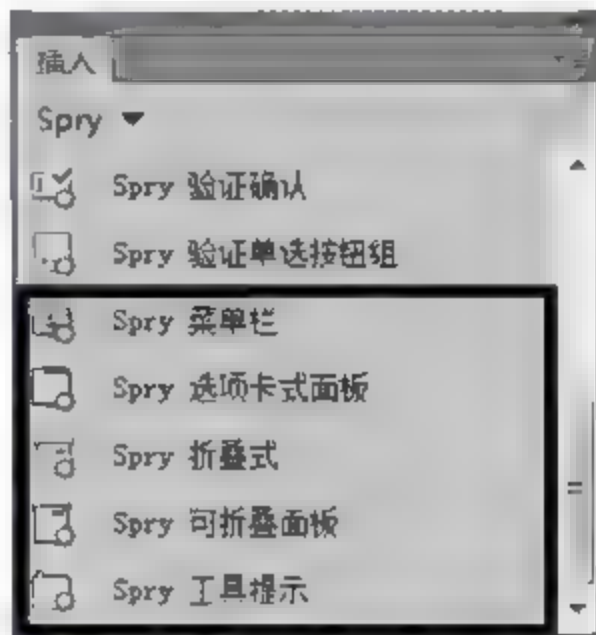 插入
Spry
Spry 验证确认
Spry 验证单选按钮组
Spry 菜单栏
Spry 选项卡式面板
Spry 折叠式
Spry 可折叠面板
Spry 工具提示